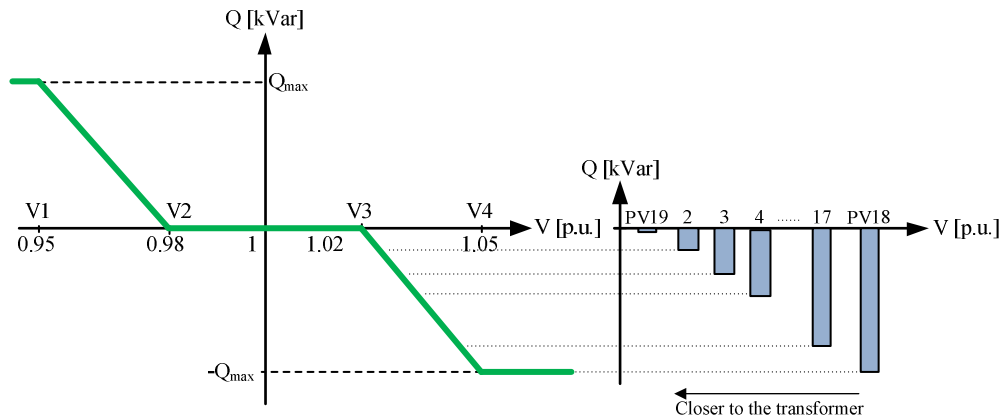 Q [kVar]
Qmax
V1 V2 V3 V4 V [p.u.]
0.95 0.98 1 1.02 1.05
-Qmax
Q [kVar]
PV19 2 3 4 ...... 17 PV18
V [p.u.]
Closer to the transformer